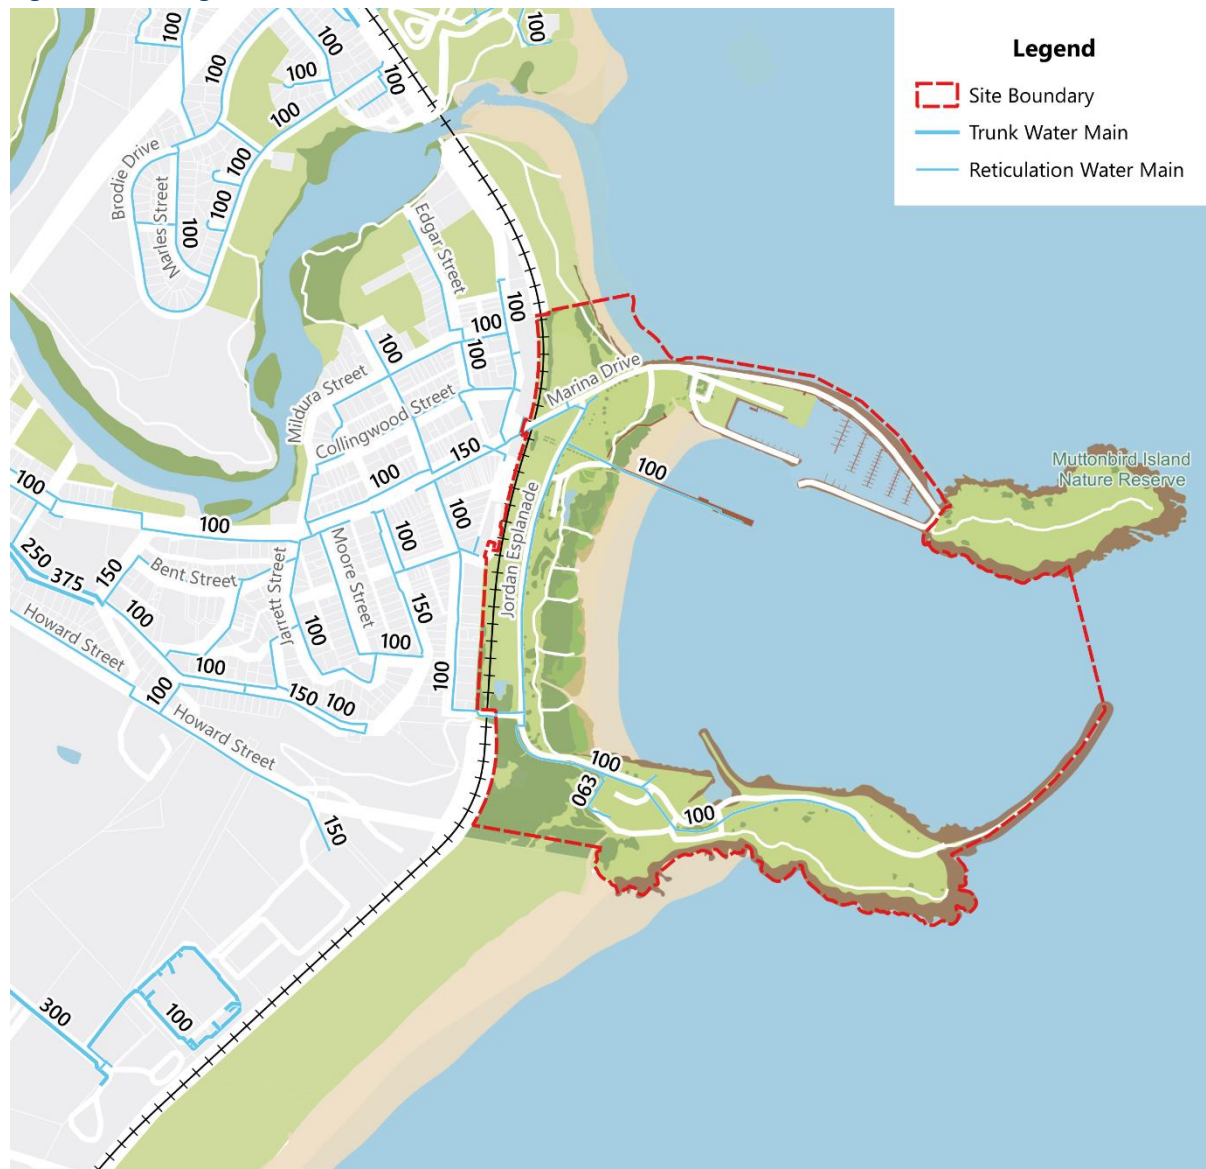 Legend
Site Boundary
Trunk Water Main
Reticulation Water Main
100
100
100
100
100
100
100
100
100
100
Brodie Drive
Marles Street
Edgar Street
100
100
100
100
Mildura Street
Marina Drive
Collingwood Street
150
100
100
Muttonbird Island
Nature Reserve
100
100
100
100
Jordan Esplanade
250
375
150
Bent Street
Jarrett Street
Moore Street
150
Howard Street
100
100
100
100
100
100
150
100
Howard Street
100
063
100
150
300
100